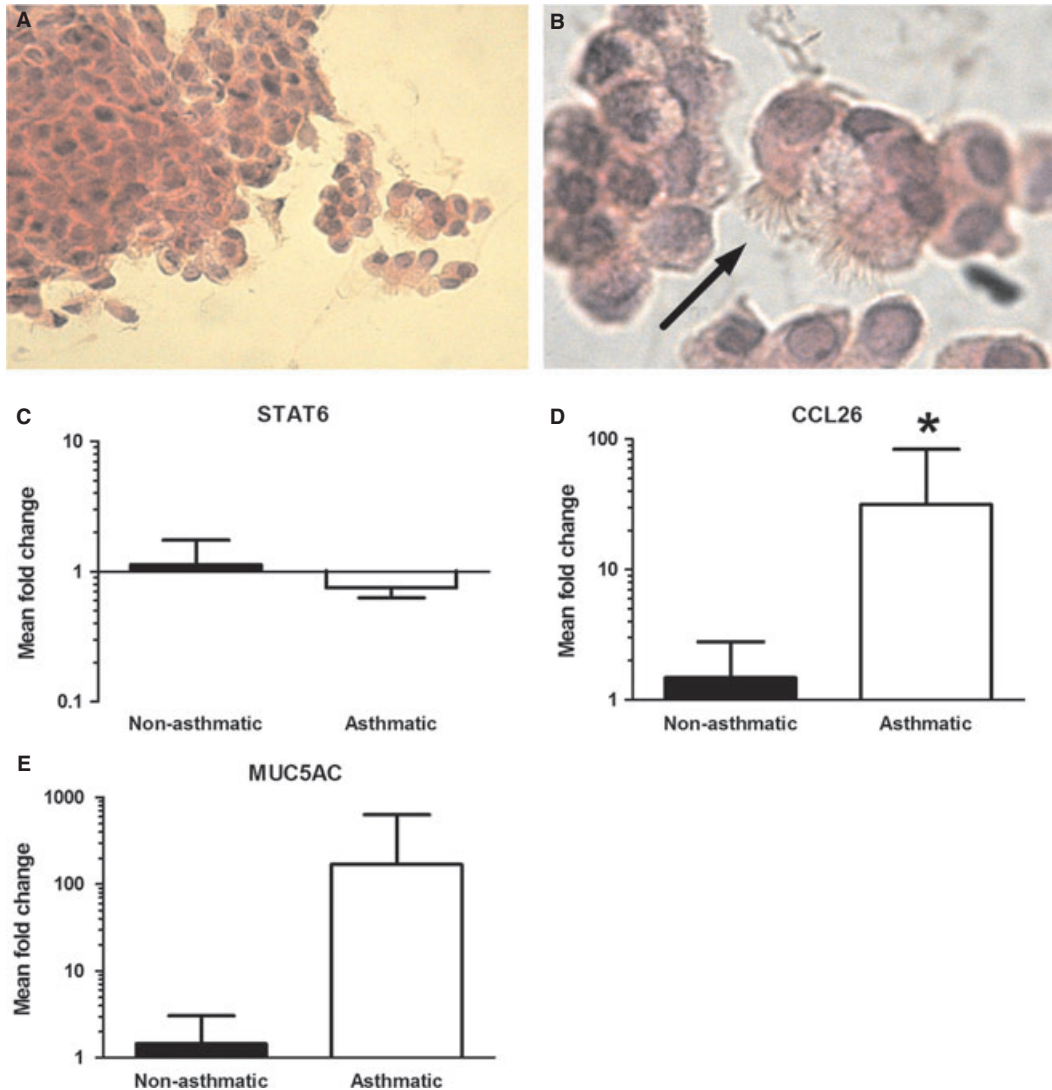 A
B
C
STAT6
Mean fold change
10
1
0.1
Non-asthmatic
Asthmatic
D
CCL26
*
Mean fold change
100
10
1
Non-asthmatic
Asthmatic
E
MUC5AC
Mean fold change
1000
100
10
1
Non-asthmatic
Asthmatic